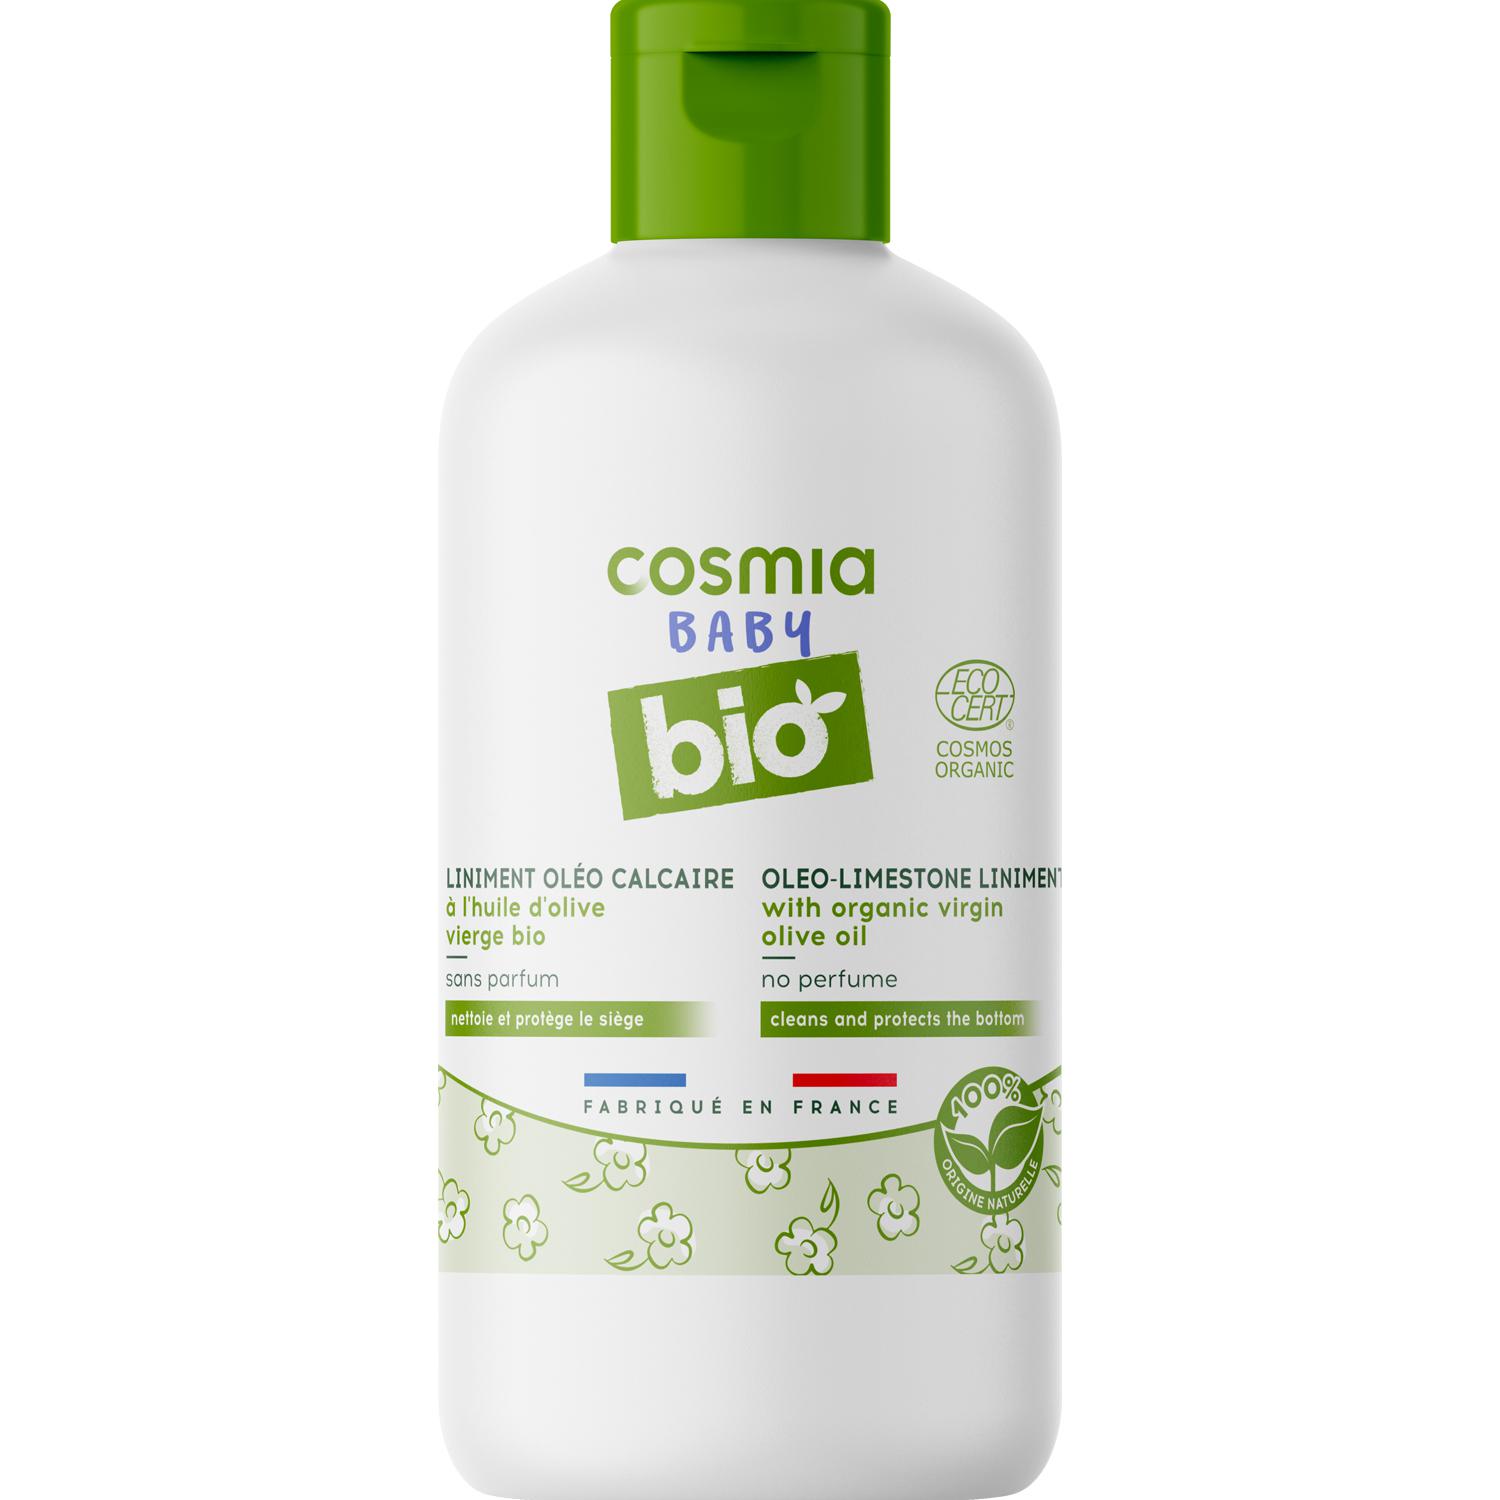 cosmia
BABY
bio
ECO
CERT
®
COSMOS
ORGANIC
LINIMENT OLÉO CALCAIRE
à l'huile d'olive
vierge bio
sans parfum
nettoie et protège le siège
OLEO-LIMESTONE LINIMENT
with organic virgin
olive oil
no perfume
cleans and protects the bottom
FABRIQUÉ EN FRANCE
100%
ORIGINE NATURELLE